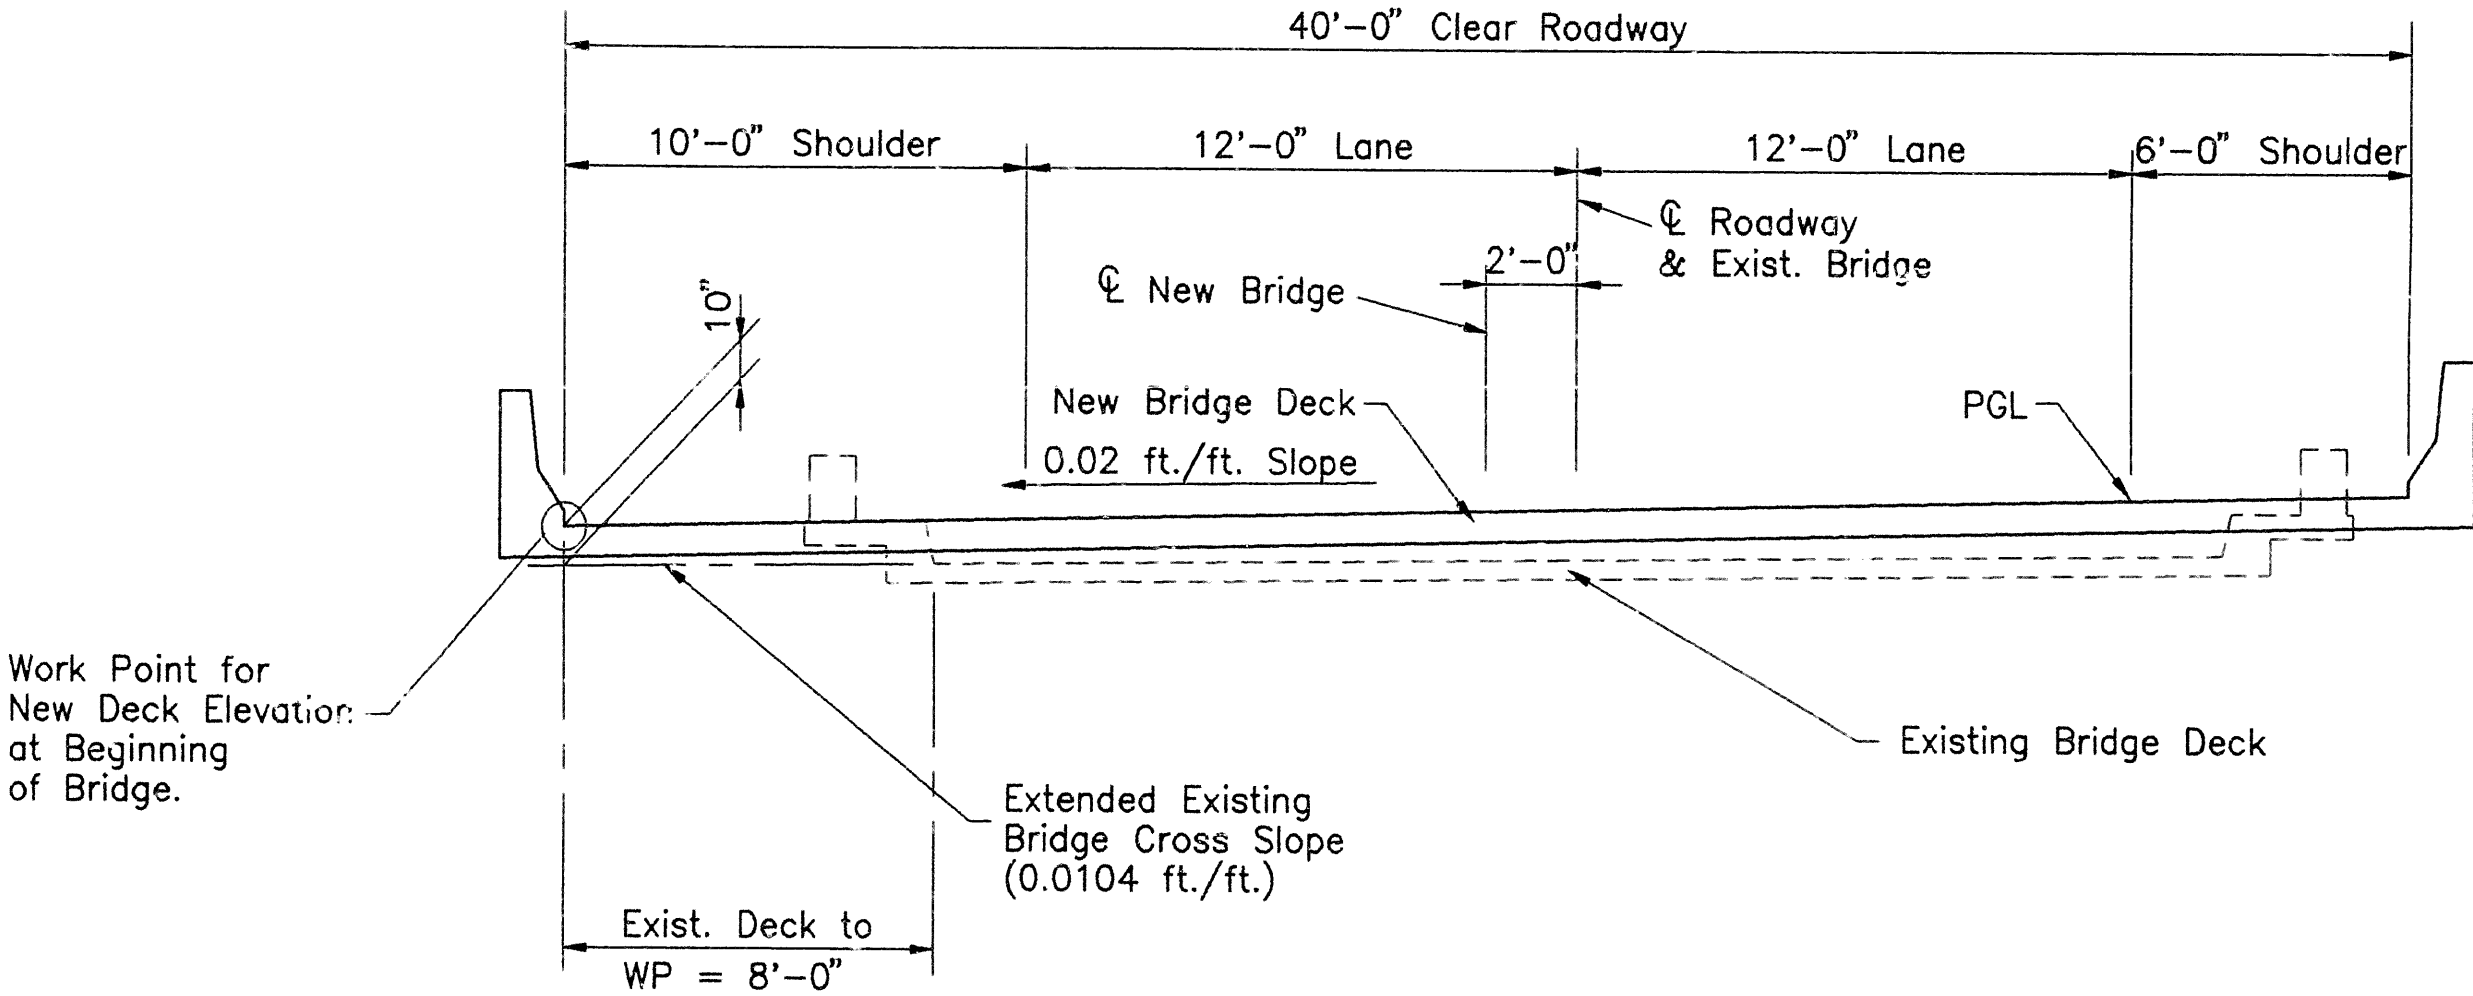 40'-0" Clear Roadway
10'-0" Shoulder
12'-0" Lane
12'-0" Lane
6'-0" Shoulder
℄ Roadway
& Exist. Bridge
2'-0"
℄ New Bridge
10"
New Bridge Deck
PGL
0.02 ft./ft. Slope
Work Point for
New Deck Elevation
at Beginning
of Bridge.
Existing Bridge Deck
Extended Existing
Bridge Cross Slope
(0.0104 ft./ft.)
Exist. Deck to
WP = 8'-0"